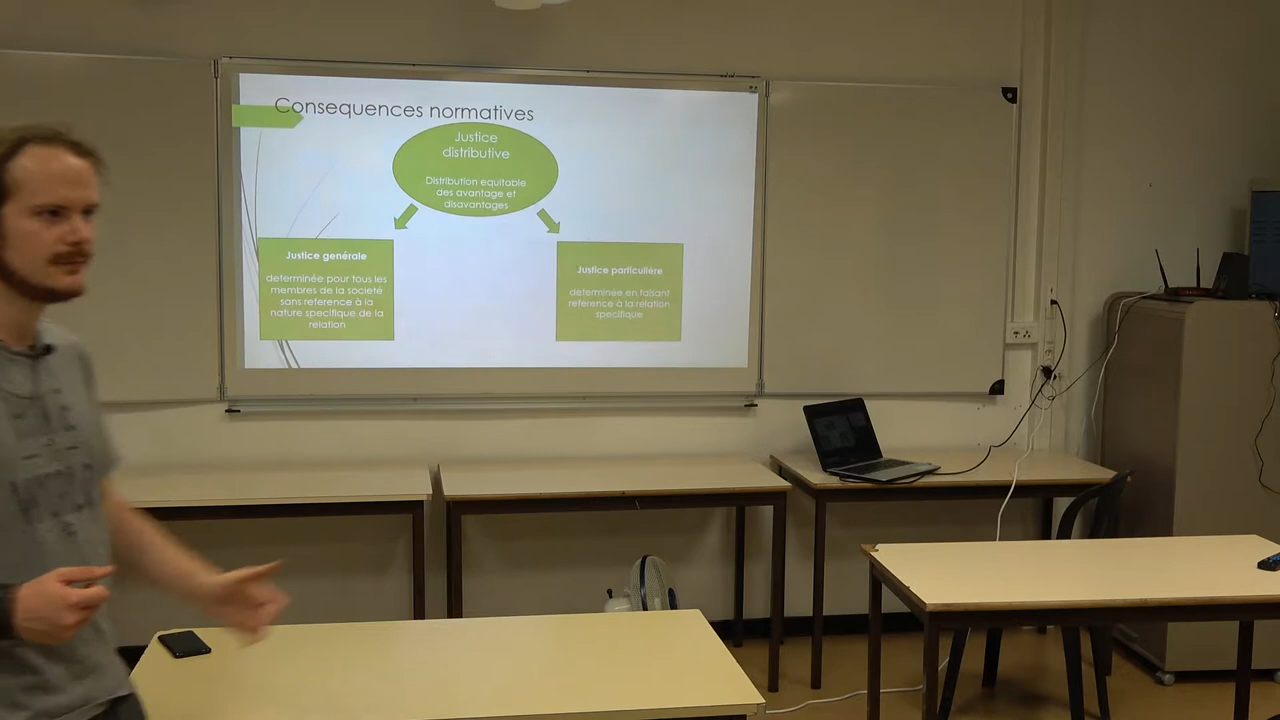 Consequences normatives
Justice
distributive
Distribution equitable
des avantage et
disavantages
Justice genérale
determinée pour tous les
membres de la société
sans reference à la
nature specifique de la
relation
Justice particulière
determinée en faisant
reference à la relation
specifique